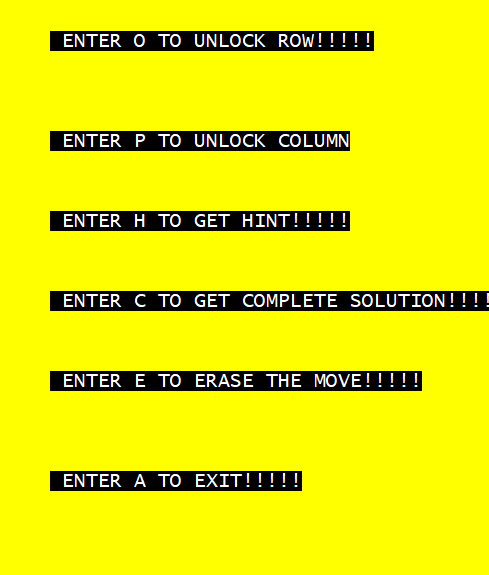 ENTER O TO UNLOCK ROW!!!!!
ENTER P TO UNLOCK COLUMN
ENTER H TO GET HINT!!!!!
ENTER C TO GET COMPLETE SOLUTION!!!!
ENTER E TO ERASE THE MOVE!!!!!
ENTER A TO EXIT!!!!!